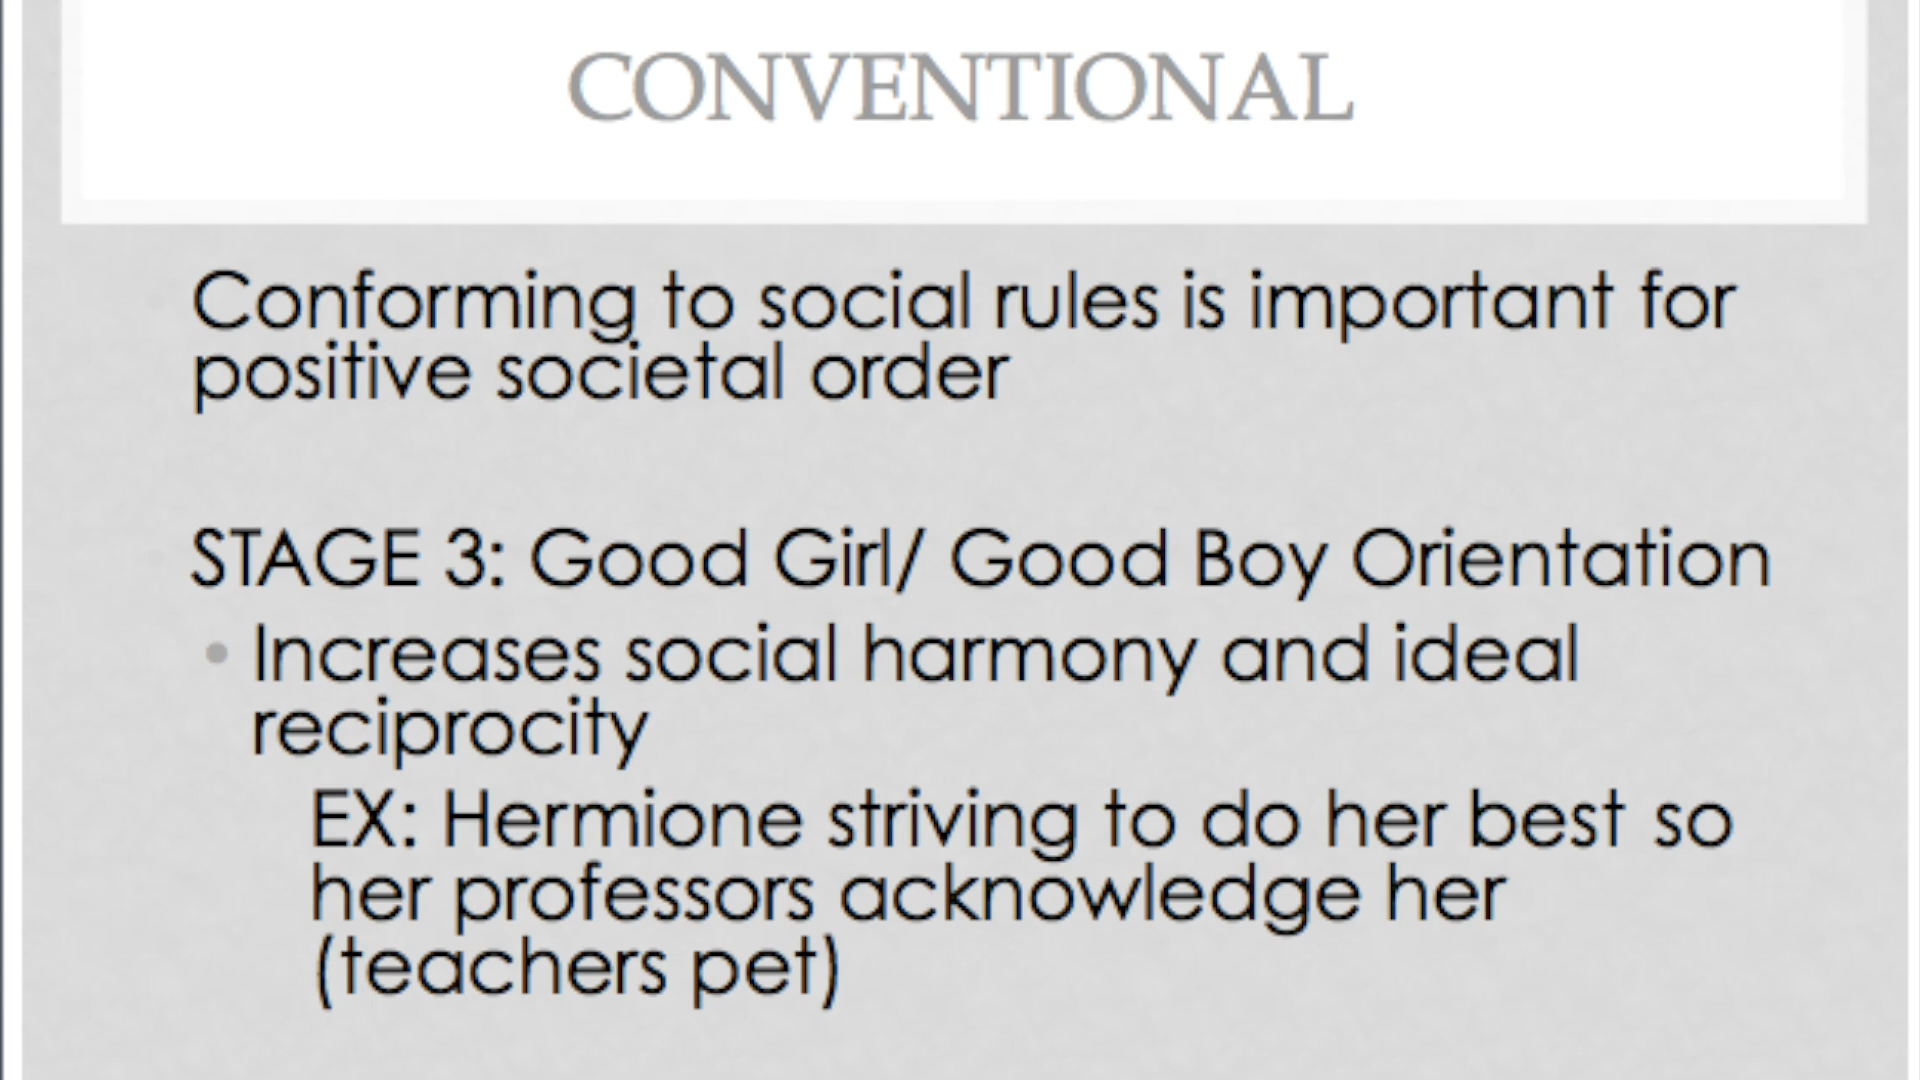 CONVENTIONAL
Conforming to social rules is important for
positive societal order
STAGE 3: Good Girl/ Good Boy Orientation
• Increases social harmony and ideal
reciprocity
EX: Hermione striving to do her best so
her professors acknowledge her
(teachers pet)